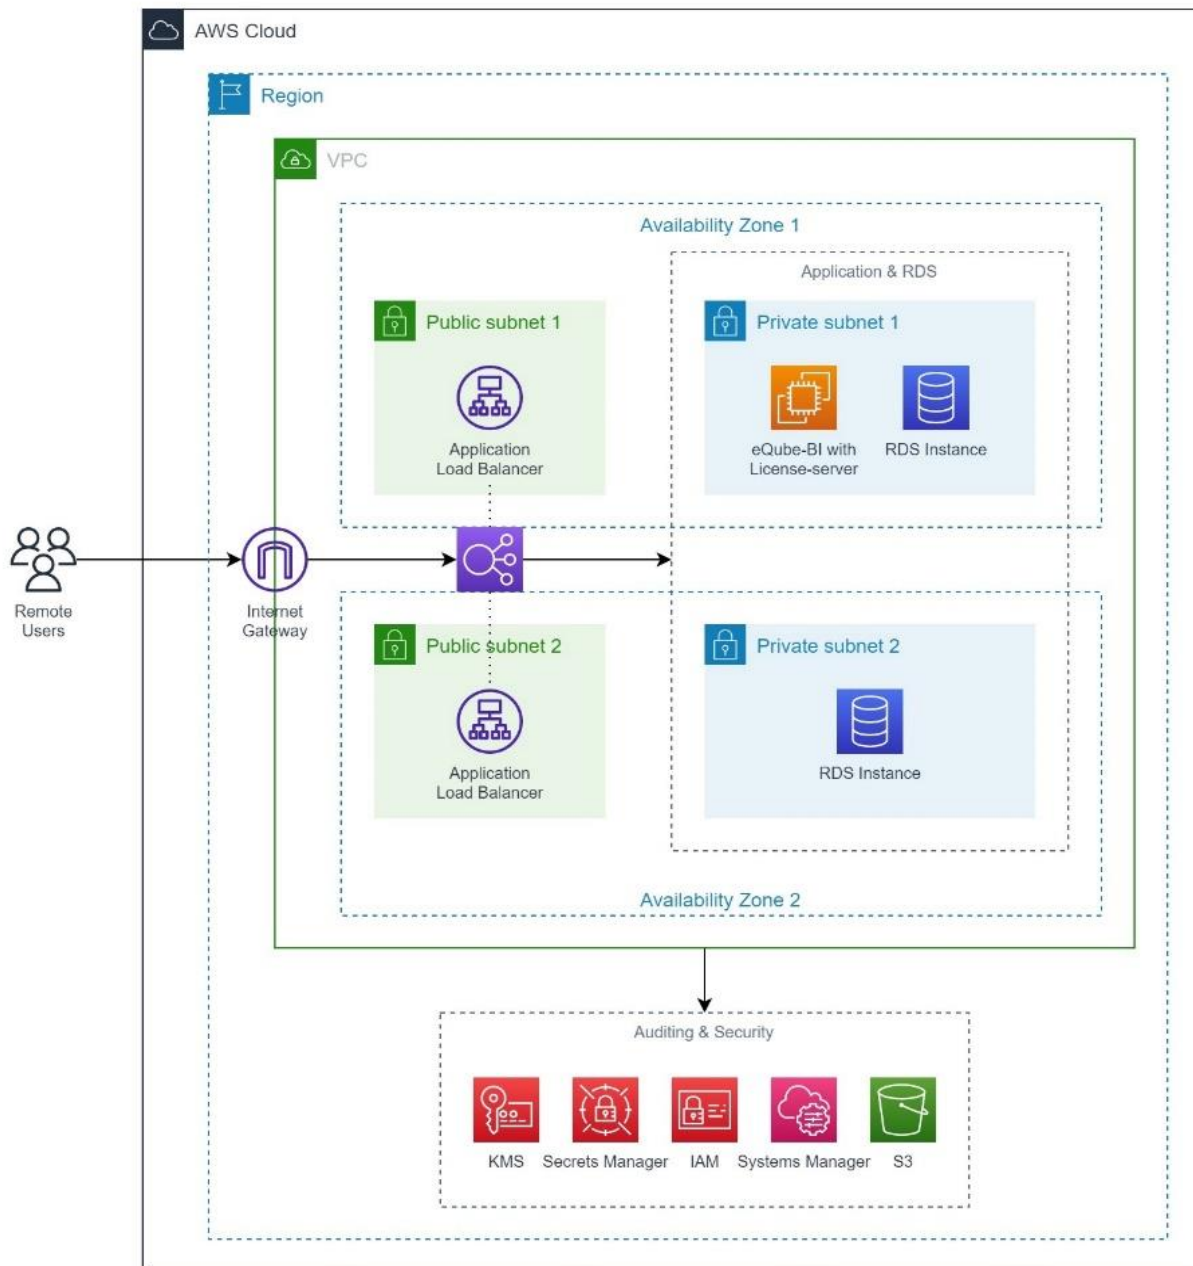 AWS Cloud
Region
VPC
Availability Zone 1
Application & RDS
Public subnet 1
Private subnet 1
Application
Load Balancer
eQube-BI with
License-server
RDS Instance
Remote
Users
Internet
Gateway
Public subnet 2
Private subnet 2
Application
Load Balancer
RDS Instance
Availability Zone 2
Auditing & Security
KMS
Secrets Manager
IAM
Systems Manager
S3